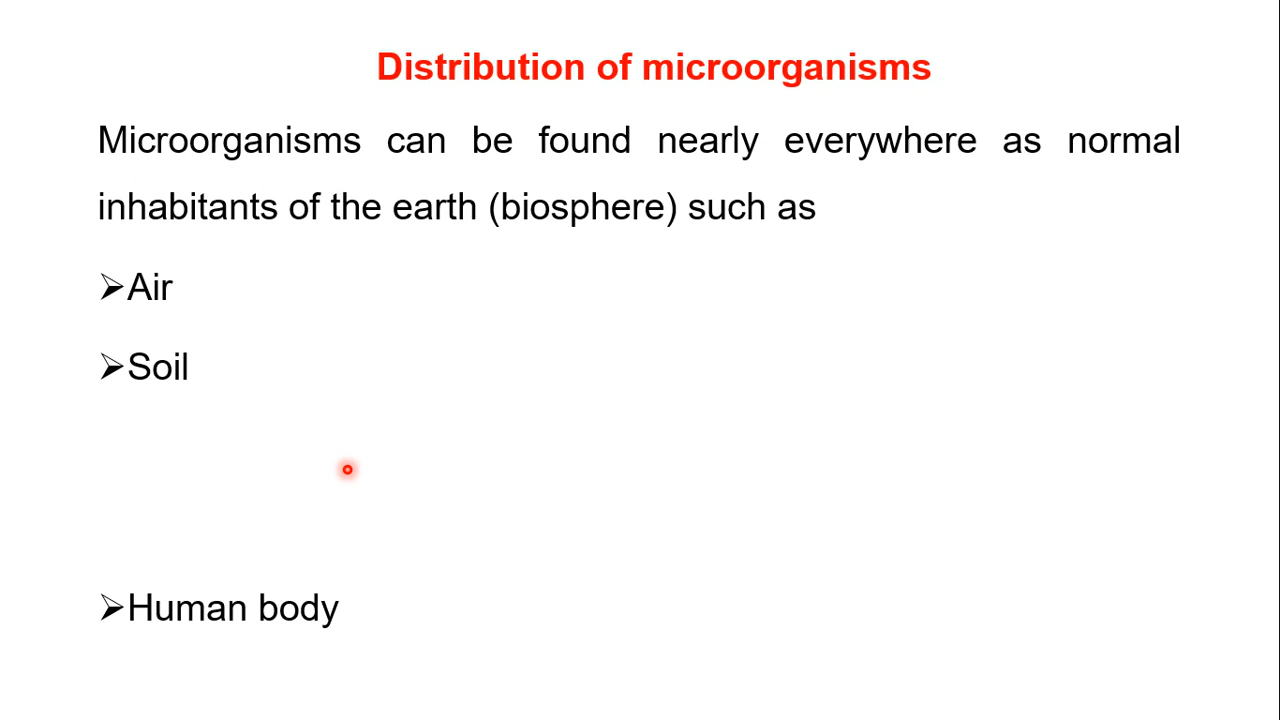 Distribution of microorganisms
Microorganisms can be found nearly everywhere as normal
inhabitants of the earth (biosphere) such as
➢Air
➢Soil
➢Human body